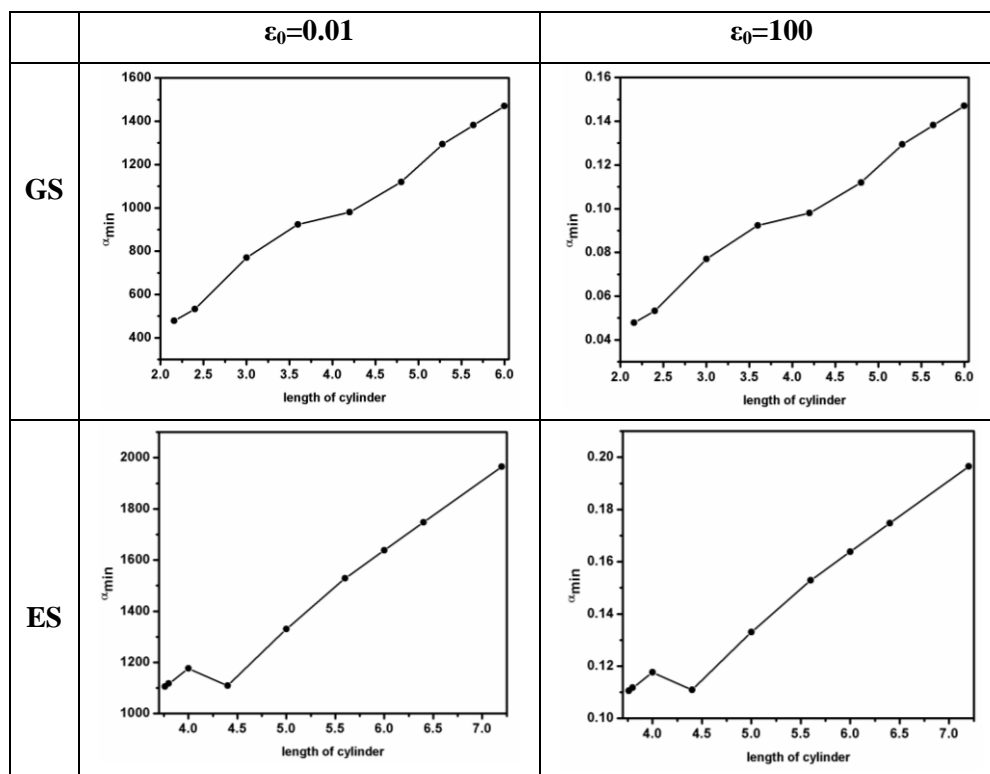 ε₀=0.01
ε₀=100
GS
1600
1400
1200
1000
800
600
400
αmin
2.0 2.5 3.0 3.5 4.0 4.5 5.0 5.5 6.0
length of cylinder
0.16
0.14
0.12
0.10
0.08
0.06
0.04
αmin
2.0 2.5 3.0 3.5 4.0 4.5 5.0 5.5 6.0
length of cylinder
ES
2000
1800
1600
1400
1200
1000
αmin
4.0 4.5 5.0 5.5 6.0 6.5 7.0
length of cylinder
0.20
0.18
0.16
0.14
0.12
0.10
αmin
4.0 4.5 5.0 5.5 6.0 6.5 7.0
length of cylinder